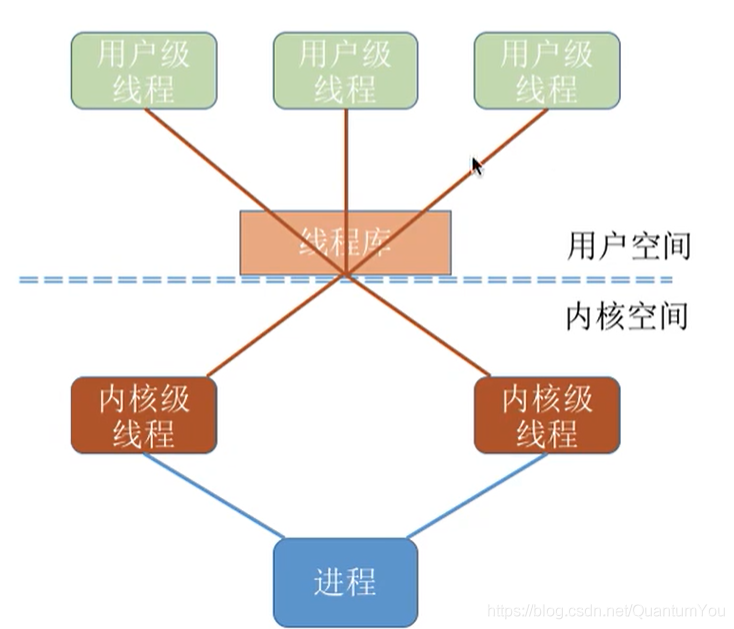 用户级
线程
用户级
线程
用户级
线程
线程库
用户空间
内核空间
内核级
线程
内核级
线程
进程
https://blog.csdn.net/QuantumYou